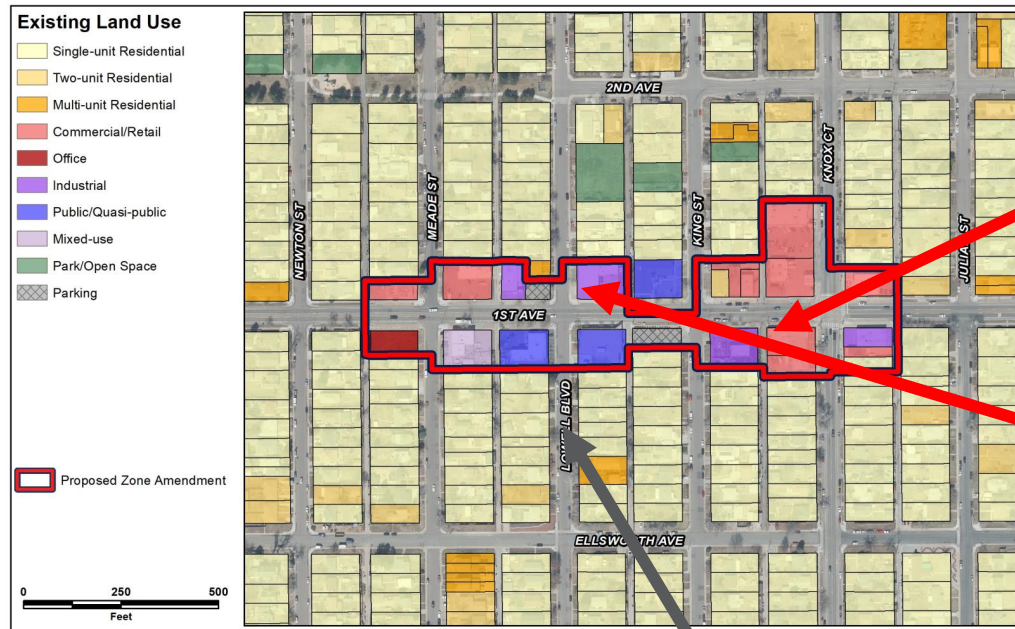 Existing Land Use
Single-unit Residential
Two-unit Residential
Multi-unit Residential
Commercial/Retail
Office
Industrial
Public/Quasi-public
Mixed-use
Park/Open Space
Parking
Proposed Zone Amendment
0 250 500
Feet
2ND AVE
NEWTON ST
MEADE ST
KING ST
KNOX CT
1ST AVE
LOWELL BLVD
ELLSWORTH AVE